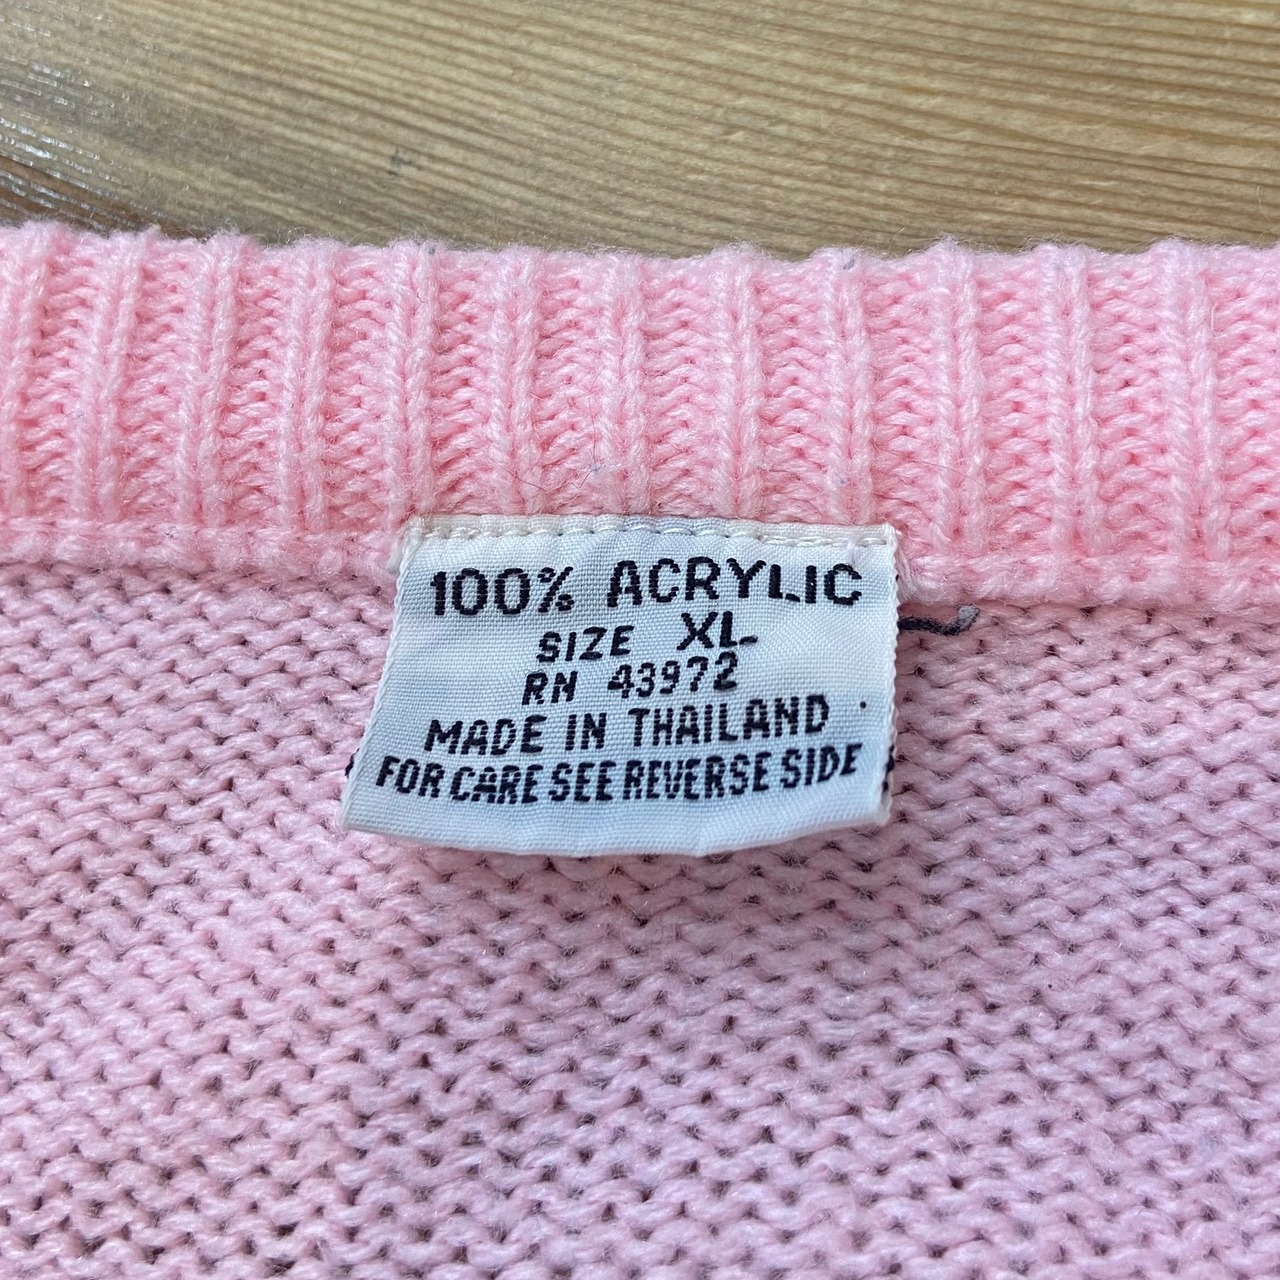 100% ACRYLIC
SIZE XL
RN 43972
MADE IN THAILAND
FOR CARE SEE REVERSE SIDE